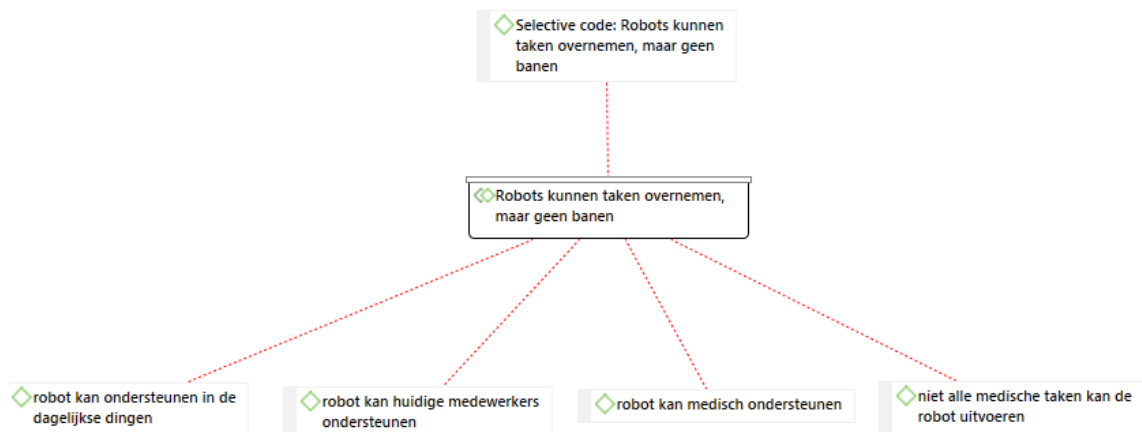 Selective code: Robots kunnen
taken overnemen, maar geen
banen
Robots kunnen taken overnemen,
maar geen banen
robot kan ondersteunen in de
dagelijkse dingen
robot kan huidige medewerkers
ondersteunen
robot kan medisch ondersteunen
niet alle medische taken kan de
robot uitvoeren